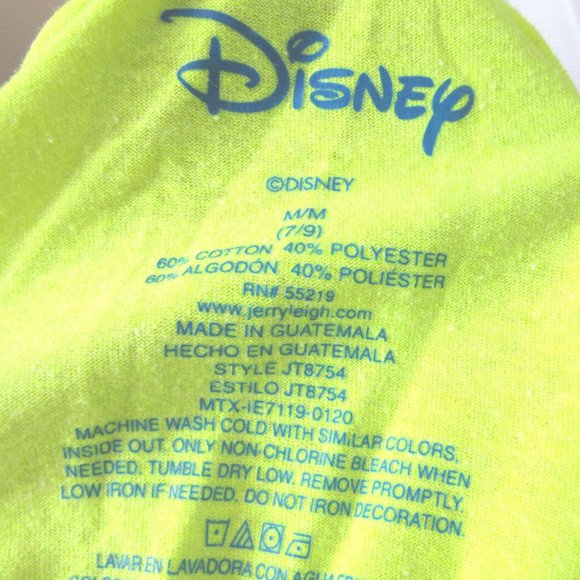 Disney
©DISNEY
M/M
(7/9)
60% COTTON 40% POLYESTER
60% ALGODÓN 40% POLIÉSTER
RN# 55219
www.jerryleigh.com
MADE IN GUATEMALA
HECHO EN GUATEMALA
STYLE JT8754
ESTILO JT8754
MTX-iE7119-0120
MACHINE WASH COLD WITH SIMILAR COLORS,
INSIDE OUT. ONLY NON-CHLORINE BLEACH WHEN
NEEDED. TUMBLE DRY LOW. REMOVE PROMPTLY.
LOW IRON IF NEEDED. DO NOT IRON DECORATION.
LAVAR EN LAVADORA CON